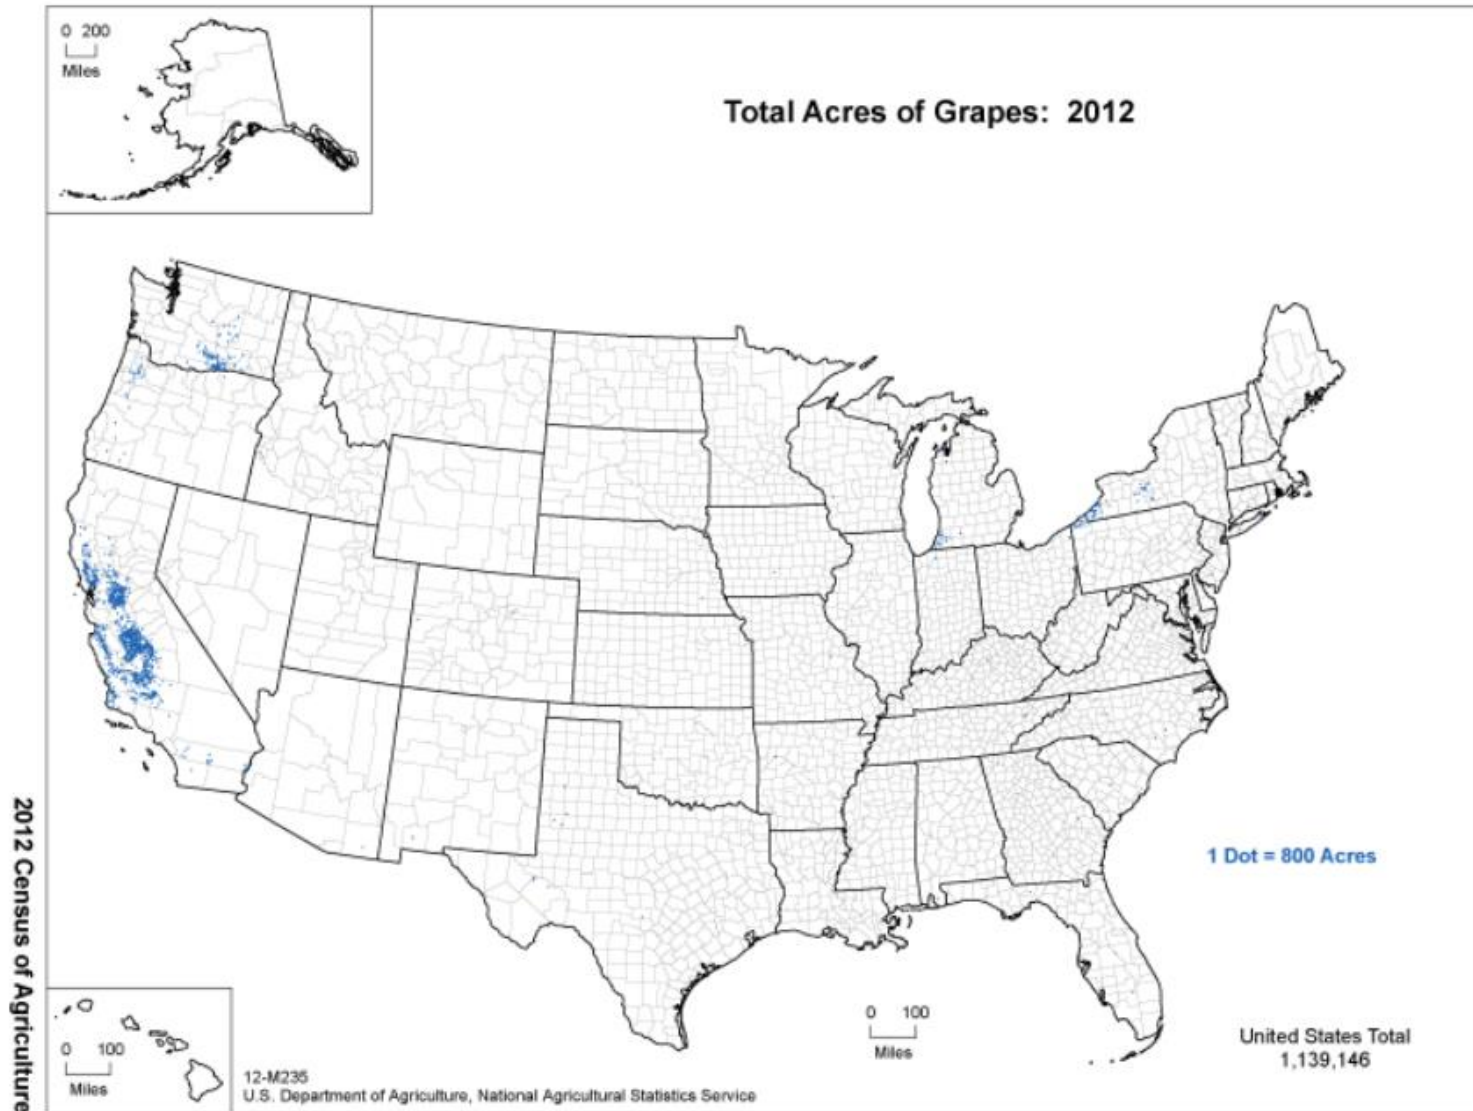 0 200
Miles
Total Acres of Grapes: 2012
1 Dot = 800 Acres
0 100
Miles
United States Total
1,139,146
0 100
Miles
12-M235
U.S. Department of Agriculture, National Agricultural Statistics Service
2012 Census of Agriculture